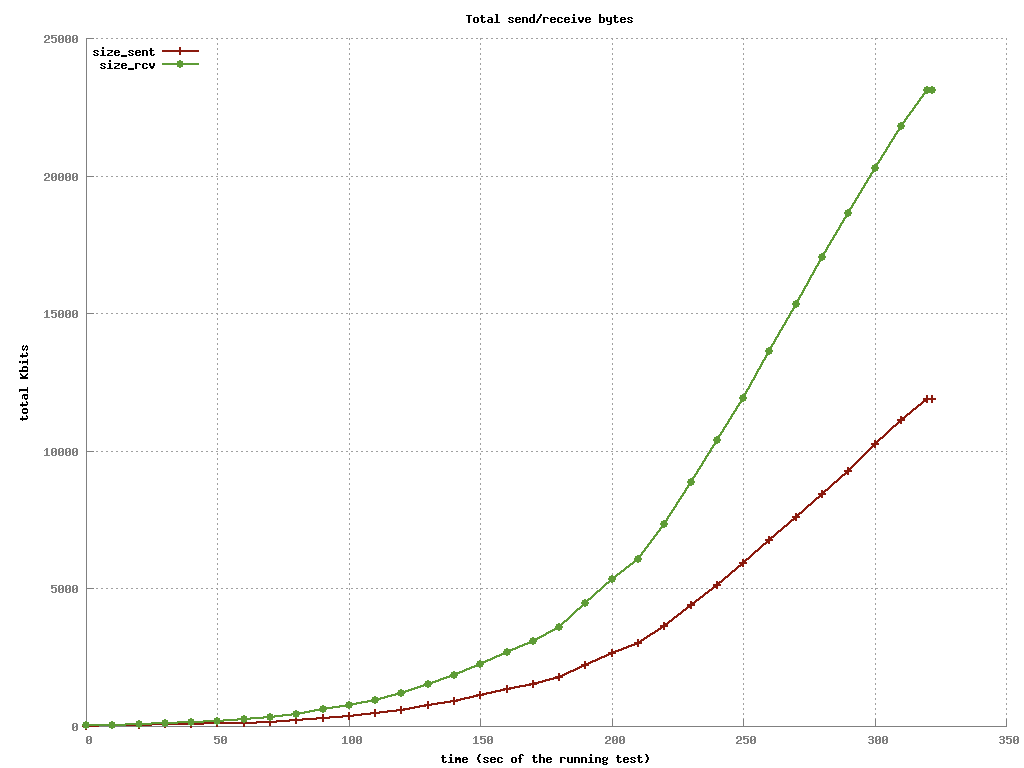 Total send/receive bytes
25000
size_sent
size_rcv
20000
15000
total Kbits
10000
5000
0
0 50 100 150 200 250 300 350
time (sec of the running test)